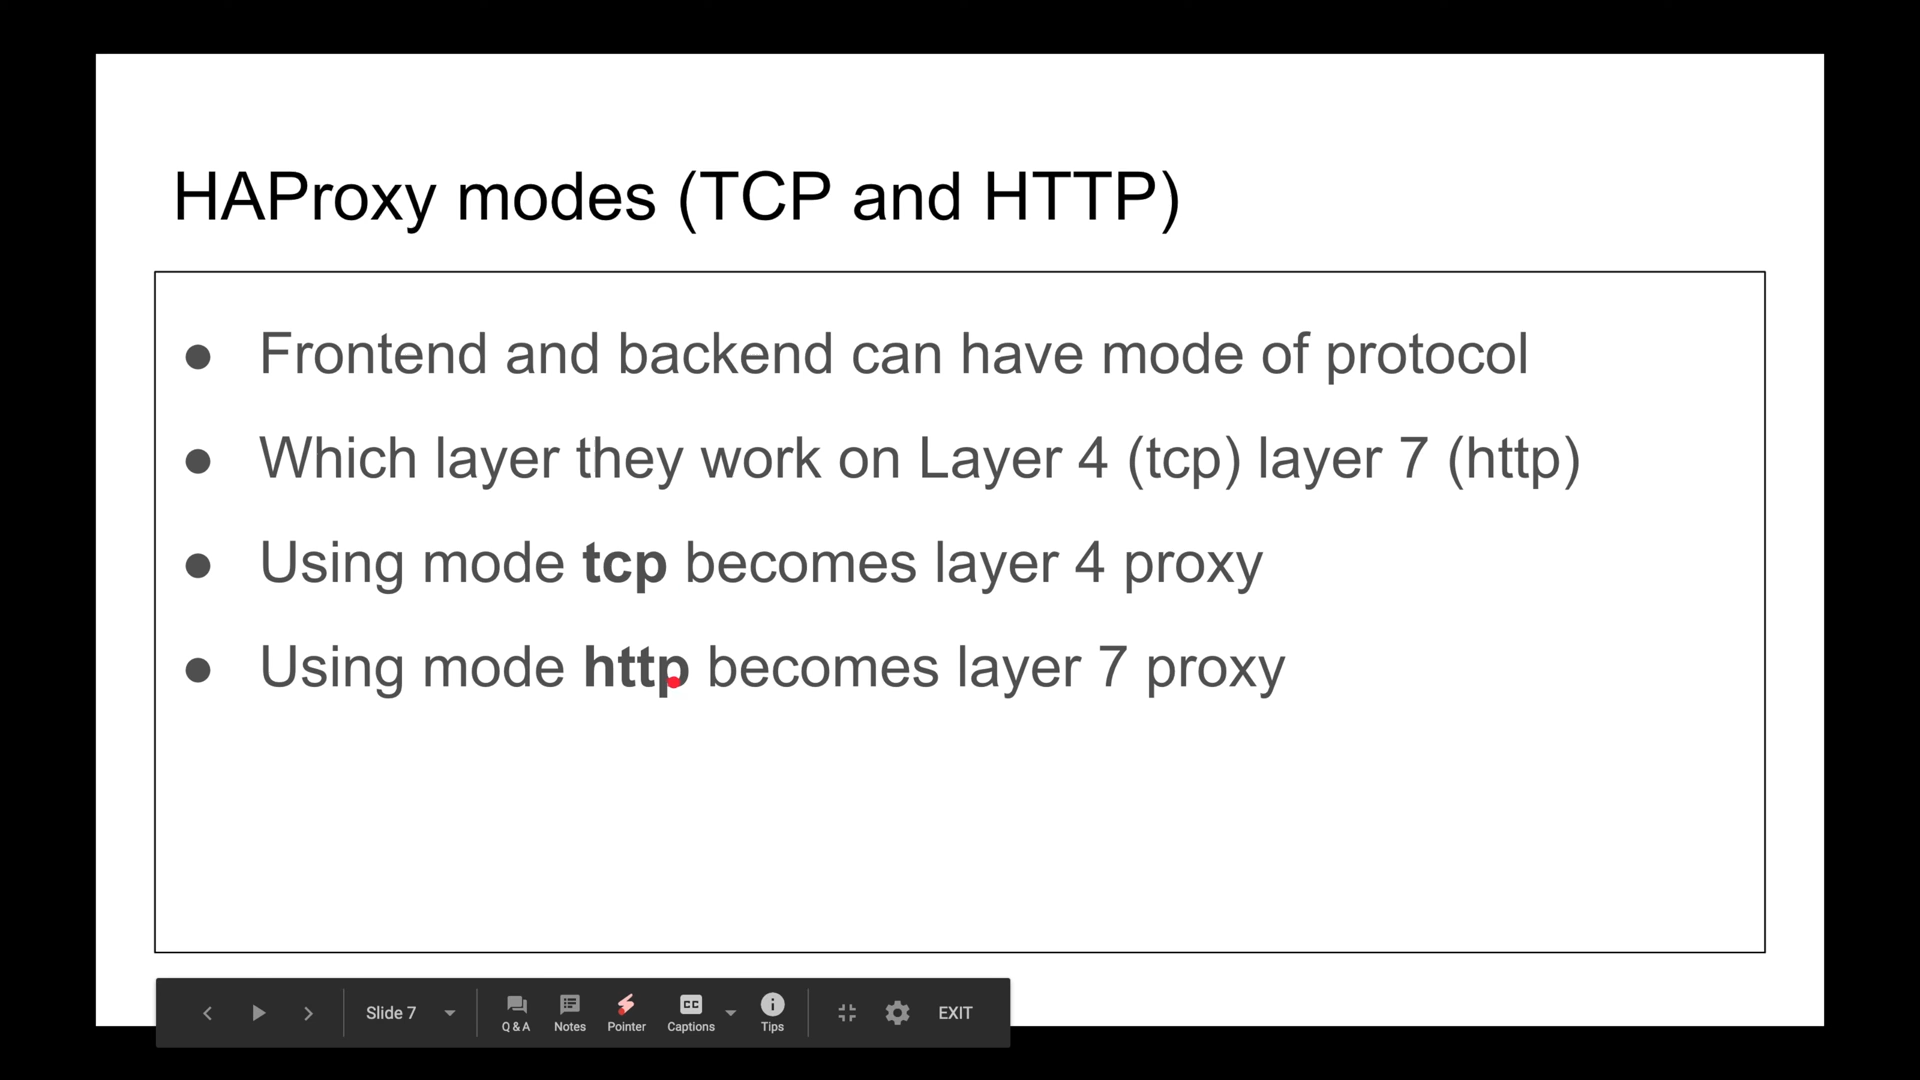 HAProxy modes (TCP and HTTP)
● Frontend and backend can have mode of protocol
● Which layer they work on Layer 4 (tcp) layer 7 (http)
● Using mode tcp becomes layer 4 proxy
● Using mode http becomes layer 7 proxy
Slide 7
Q & A
Notes
Pointer
CC
Captions
Tips
EXIT